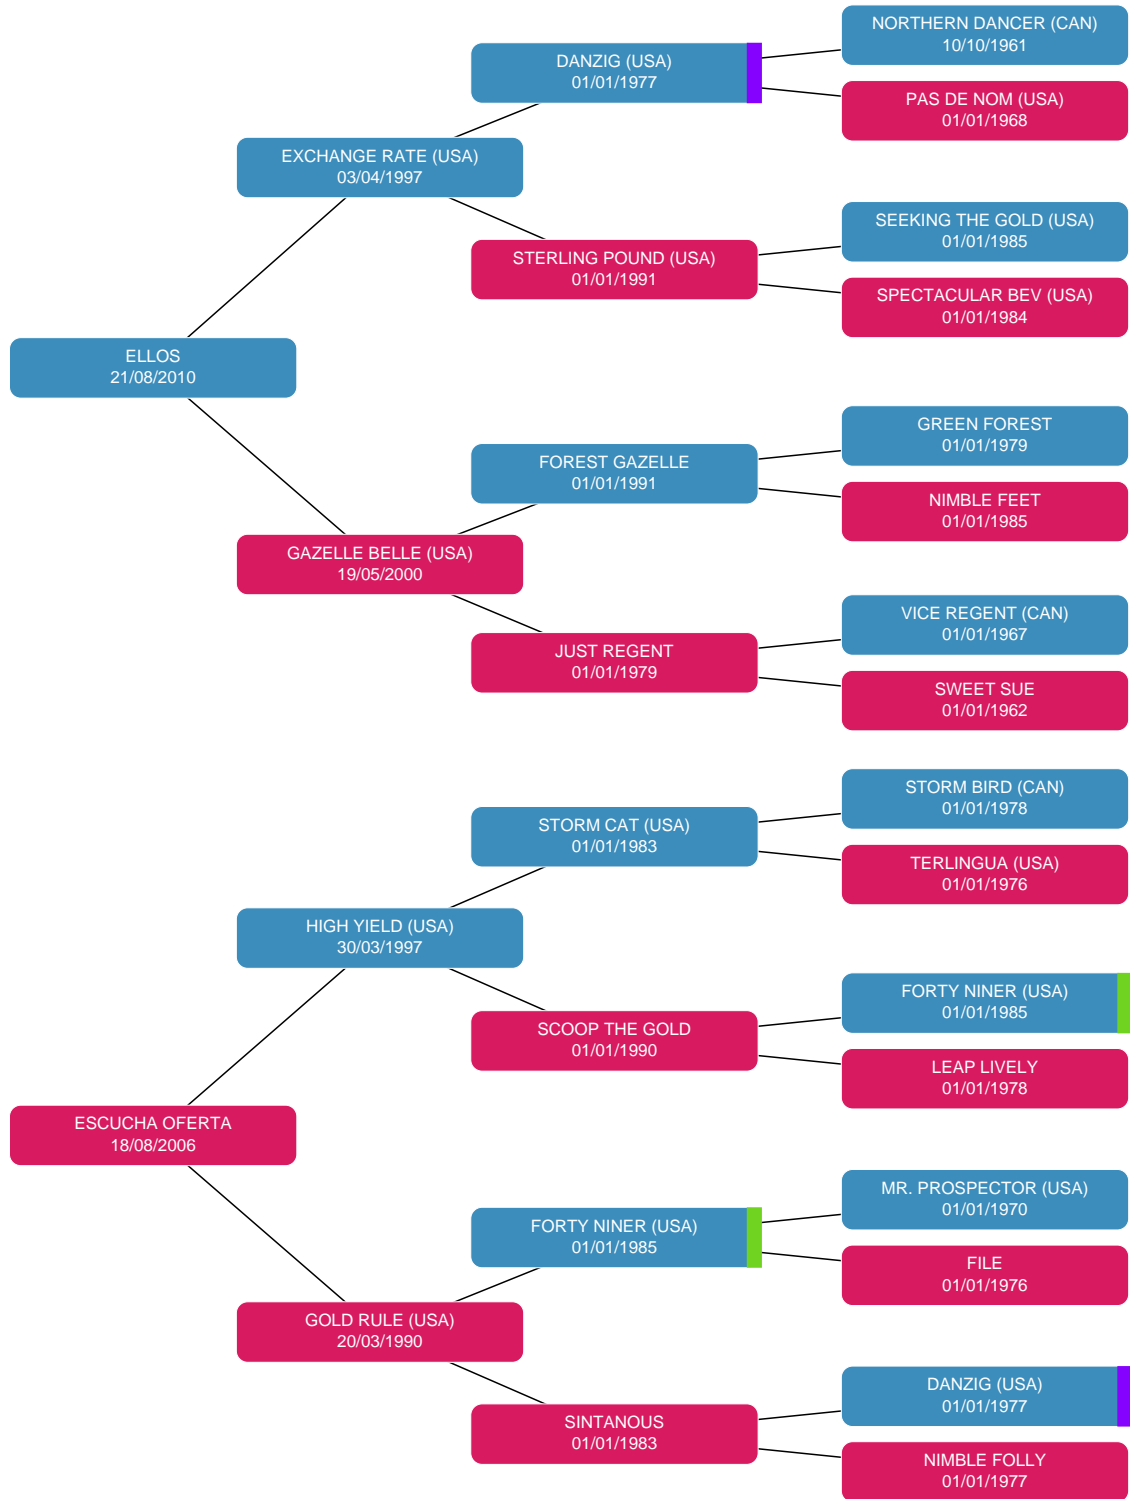 NORTHERN DANCER (CAN)
10/10/1961
DANZIG (USA)
01/01/1977
PAS DE NOM (USA)
01/01/1968
EXCHANGE RATE (USA)
03/04/1997
SEEKING THE GOLD (USA)
01/01/1985
STERLING POUND (USA)
01/01/1991
SPECTACULAR BEV (USA)
01/01/1984
ELLOS
21/08/2010
GREEN FOREST
01/01/1979
FOREST GAZELLE
01/01/1991
NIMBLE FEET
01/01/1985
GAZELLE BELLE (USA)
19/05/2000
VICE REGENT (CAN)
01/01/1967
JUST REGENT
01/01/1979
SWEET SUE
01/01/1962
STORM BIRD (CAN)
01/01/1978
STORM CAT (USA)
01/01/1983
TERLINGUA (USA)
01/01/1976
HIGH YIELD (USA)
30/03/1997
FORTY NINER (USA)
01/01/1985
SCOOP THE GOLD
01/01/1990
LEAP LIVELY
01/01/1978
ESCUCHA OFERTA
18/08/2006
MR. PROSPECTOR (USA)
01/01/1970
FORTY NINER (USA)
01/01/1985
FILE
01/01/1976
GOLD RULE (USA)
20/03/1990
DANZIG (USA)
01/01/1977
SINTANOUS
01/01/1983
NIMBLE FOLLY
01/01/1977